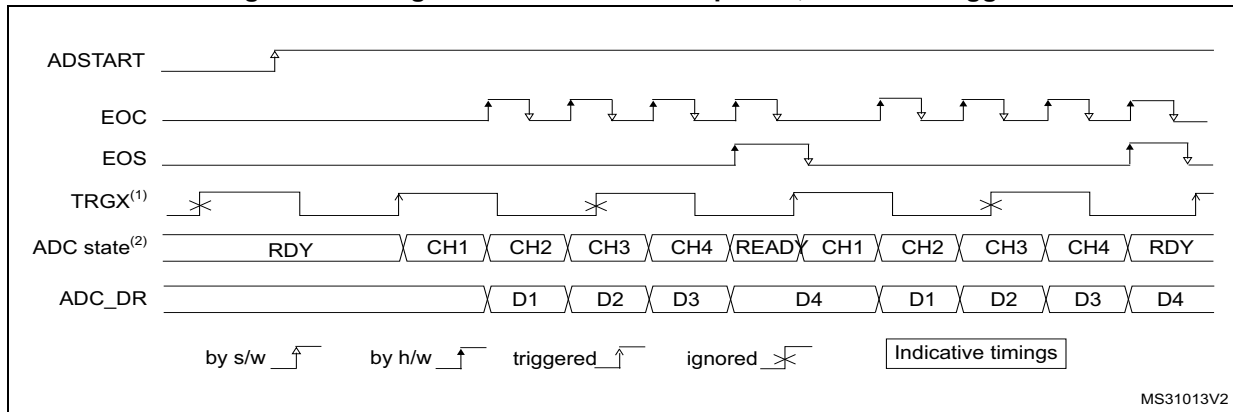 ADSTART
EOC
EOS
TRGX(1)
ADC state(2) RDY CH1 CH2 CH3 CH4 READY CH1 CH2 CH3 CH4 RDY
ADC_DR D1 D2 D3 D4 D1 D2 D3 D4
by s/w by h/w triggered ignored Indicative timings
MS31013V2